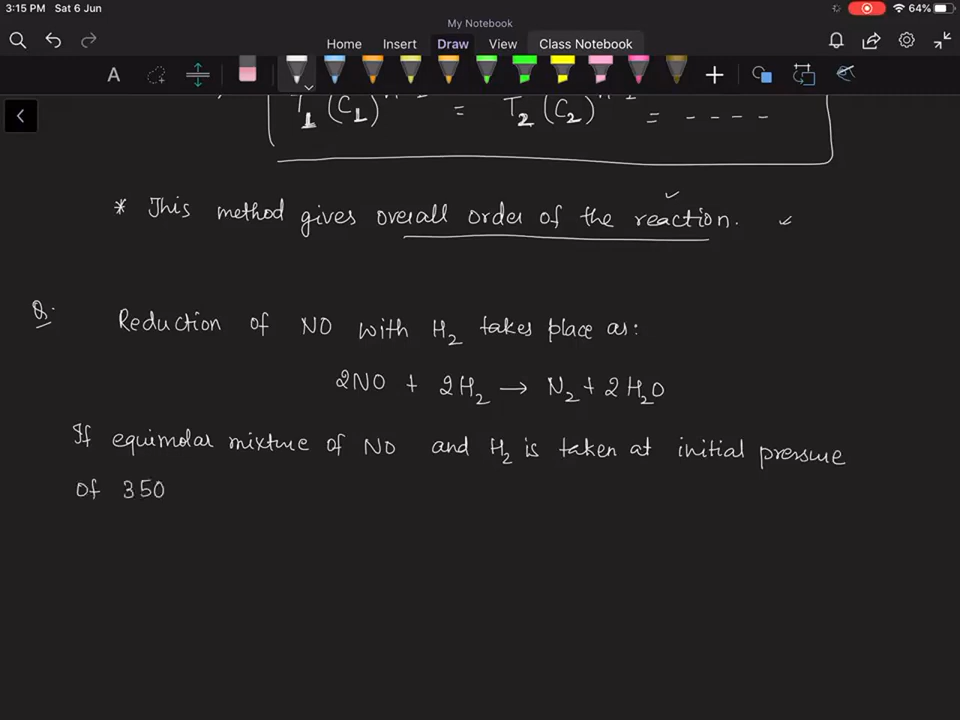 3:15 PM Sat 6 Jun
64%
My Notebook
Home Insert Draw View Class Notebook
A
T₁ (C₁)ⁿ⁻¹ = T₂ (C₂)ⁿ⁻¹ = - - - -
* This method gives overall order of the reaction.
Q.
Reduction of NO with H₂ takes place as:
2NO + 2H₂ → N₂ + 2H₂O
If equimolar mixture of NO and H₂ is taken at initial pressure
of 350